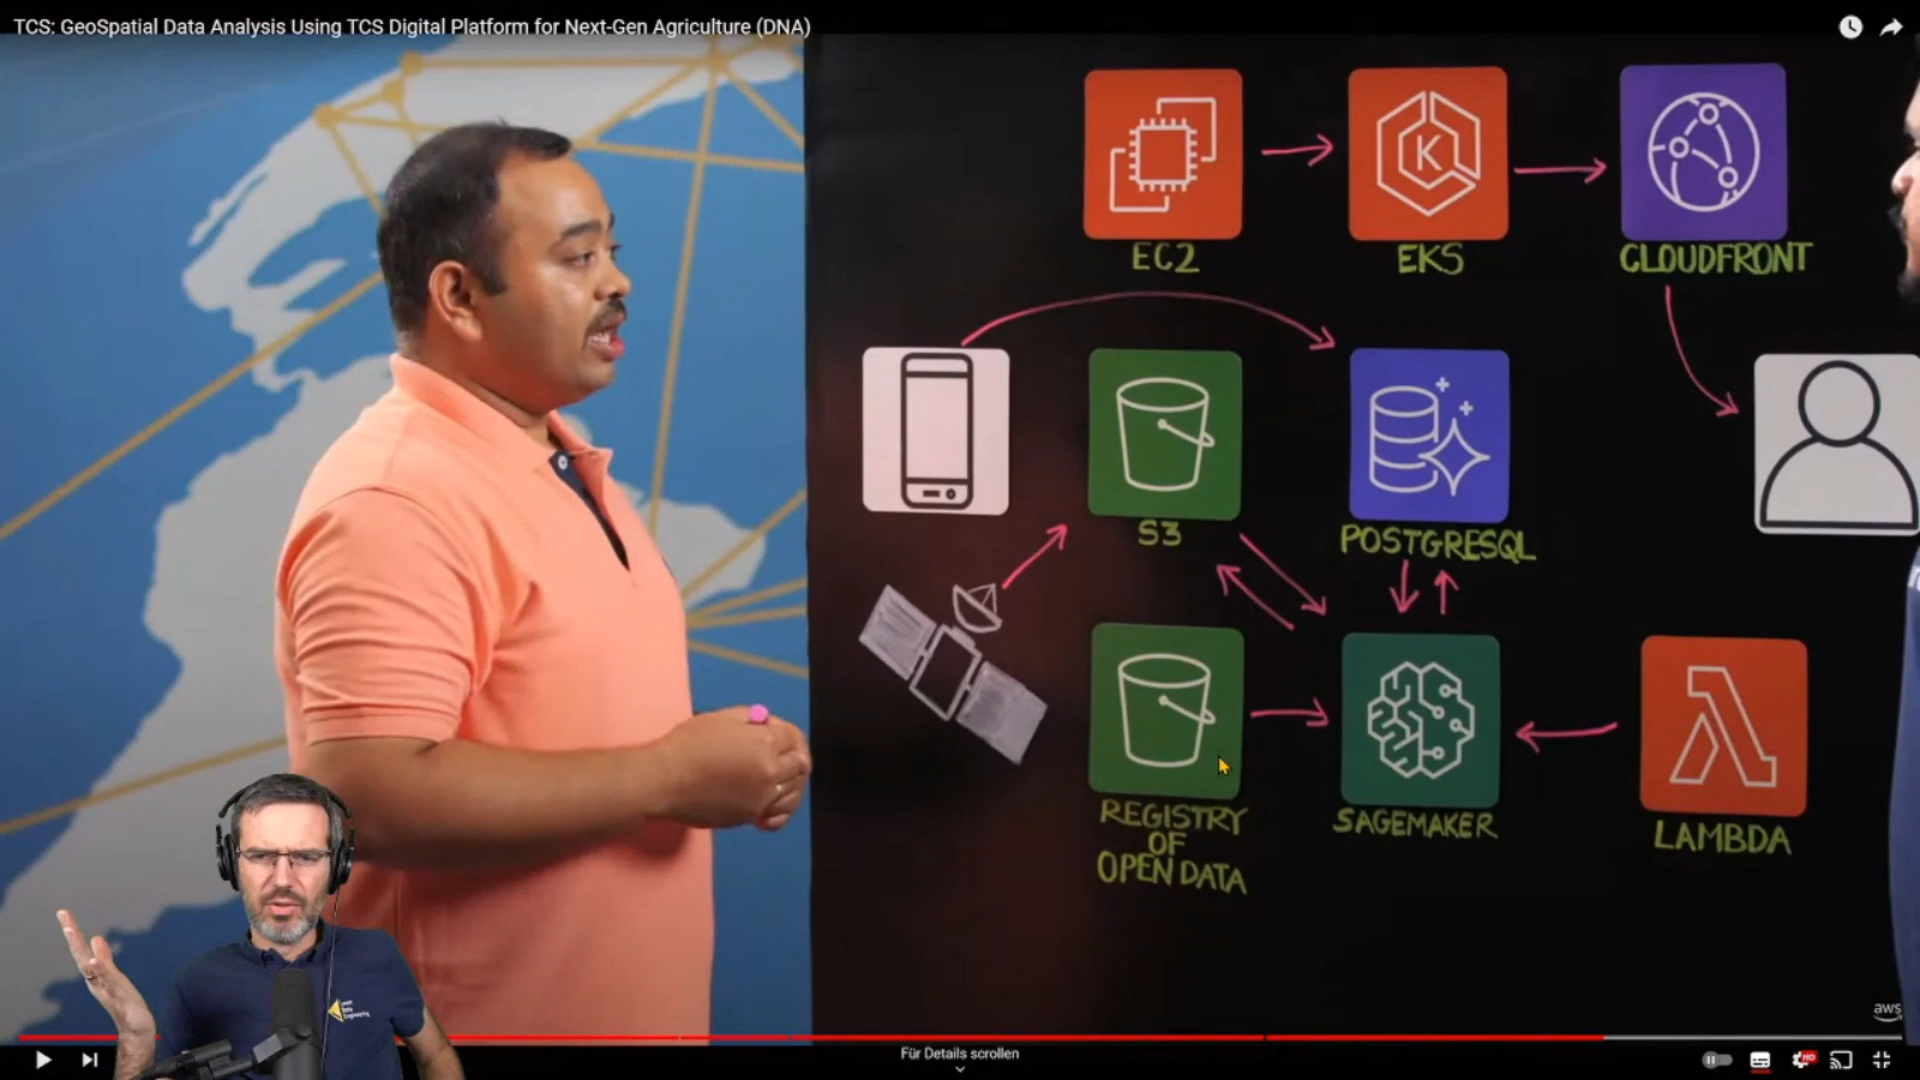 TCS: GeoSpatial Data Analysis Using TCS Digital Platform for Next-Gen Agriculture (DNA)
K
EC2
EKS
CLOUDFRONT
S3
POSTGRESQL
REGISTRY
OF
OPEN DATA
SAGEMAKER
LAMBDA
aws
Für Details scrollen
HD